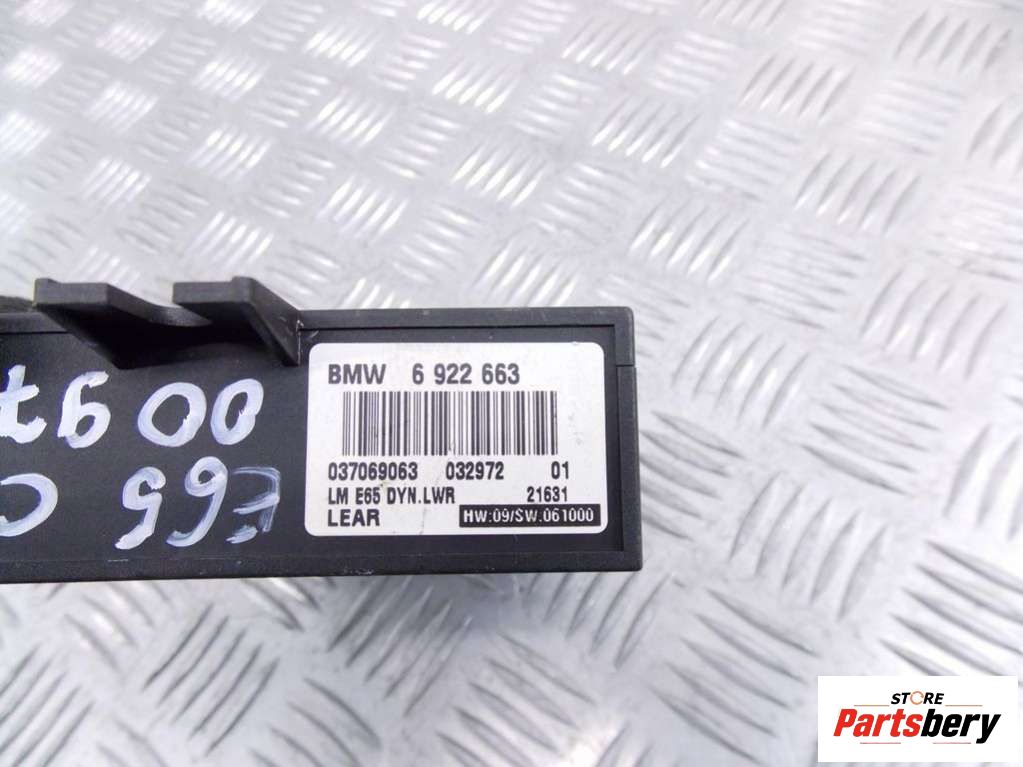 BMW 6 922 663
037069063 032972 01
LM E65 DYN.LWR 21631
LEAR HW:09/SW.061000
STORE
Partsbery